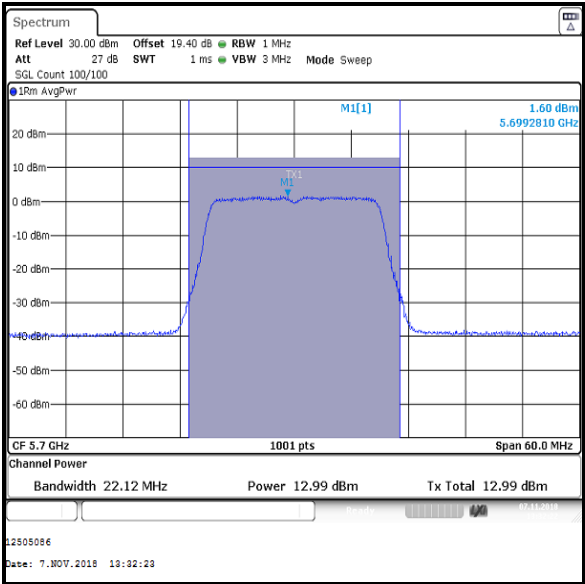 Spectrum
Ref Level 30.00 dBm Offset 19.40 dB RBW 1 MHz
Att 27 dB SWT 1 ms VBW 3 MHz Mode Sweep
SGL Count 100/100
1Rm AvgPwr
M1[1] 1.60 dBm
5.6992810 GHz
20 dBm
10 dBm
Tx1
M1
0 dBm
-10 dBm
-20 dBm
-30 dBm
-40 dBm
-50 dBm
-60 dBm
CF 5.7 GHz 1001 pts Span 60.0 MHz
Channel Power
Bandwidth 22.12 MHz Power 12.99 dBm Tx Total 12.99 dBm
Ready 07.11.2018
12505086
Date: 7.NOV.2018 13:32:23